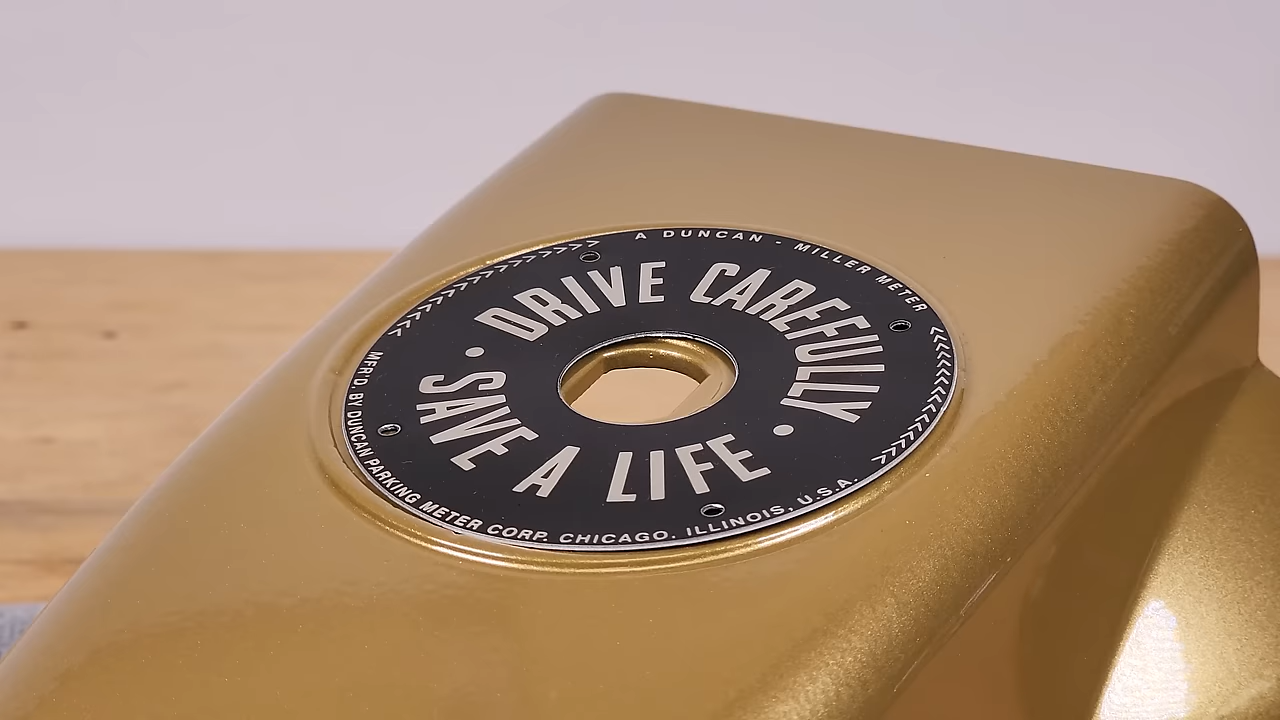 A DUNCAN - MILLER METER
DRIVE CAREFULLY
• SAVE A LIFE •
MFR'D. BY DUNCAN PARKING METER CORP. CHICAGO, ILLINOIS, U.S.A.